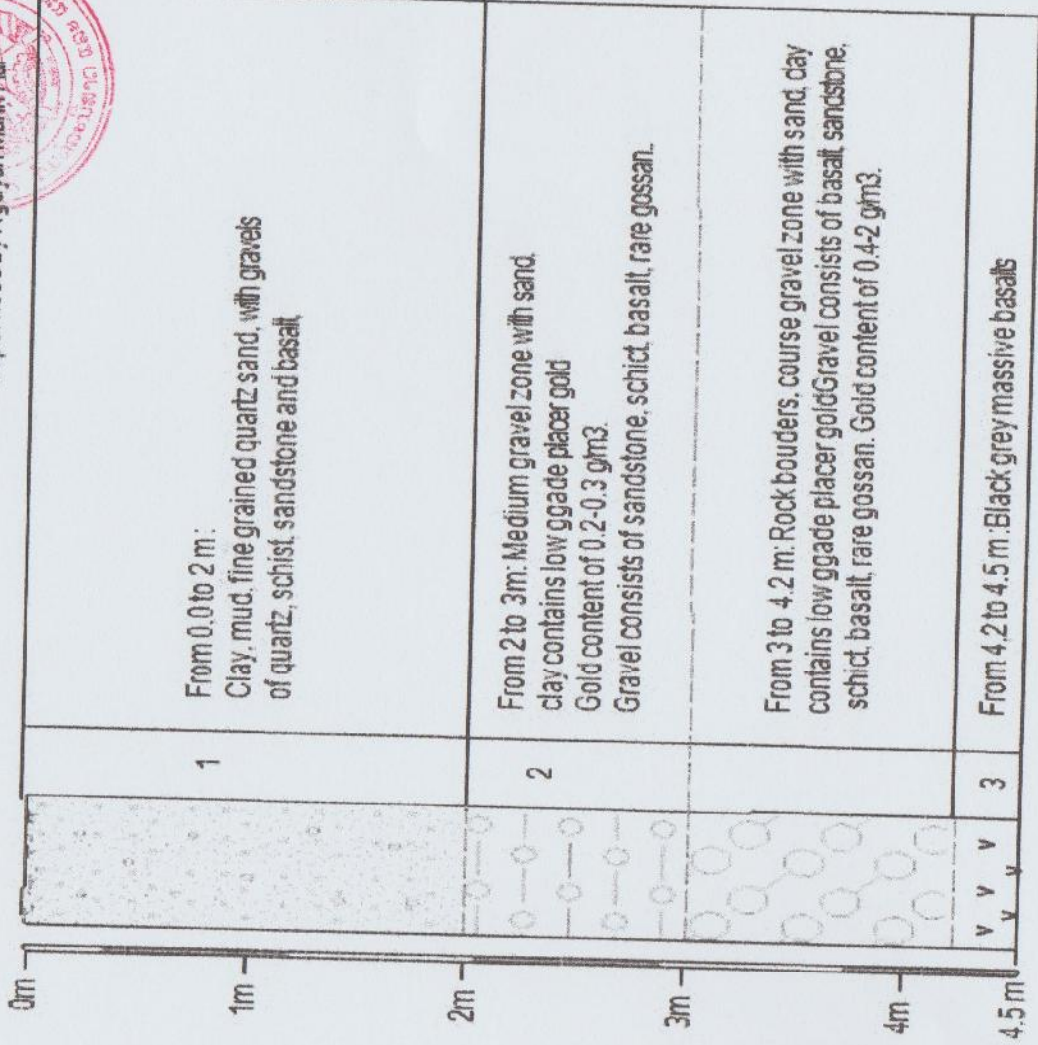 0m
1m
2m
3m
4m
4.5 m
1
2
3
From 0.0 to 2 m :
Clay, mud, fine grained quartz sand, with gravels
of quartz, schist, sandstone and basalt,
From 2 to 3m: Medium gravel zone with sand,
clay contains low ggade placer gold
Gold content of 0.2-0.3 g/m3.
Gravel consists of sandstone, schict, basalt, rare gossan..
From 3 to 4.2 m: Rock bouders, course gravel zone with sand, day
contains low ggade placer goldGravel consists of basalt, sandstone,
schict, basalt, rare gossan. Gold content of 0.4-2 g/m3.
From 4.2 to 4.5 m :Black grey massive basalts